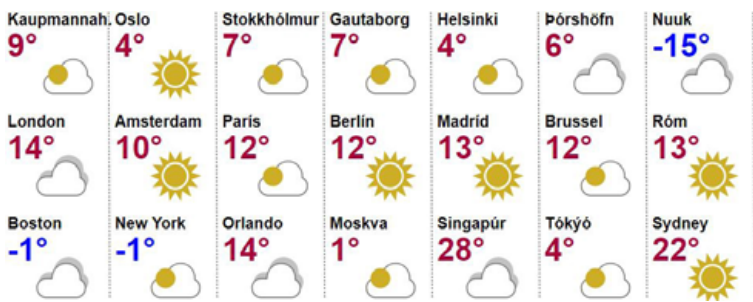 Kaupmannah. Oslo Stokkhólmur Gautaborg Helsinki Þórshöfn Nuuk
9° 4° 7° 7° 4° 6° -15°
London Amsterdam París Berlín Madríd Brussel Róm
14° 10° 12° 12° 13° 12° 13°
Boston New York Orlando Moskva Singapúr Tókýó Sydney
-1° -1° 14° 1° 28° 4° 22°